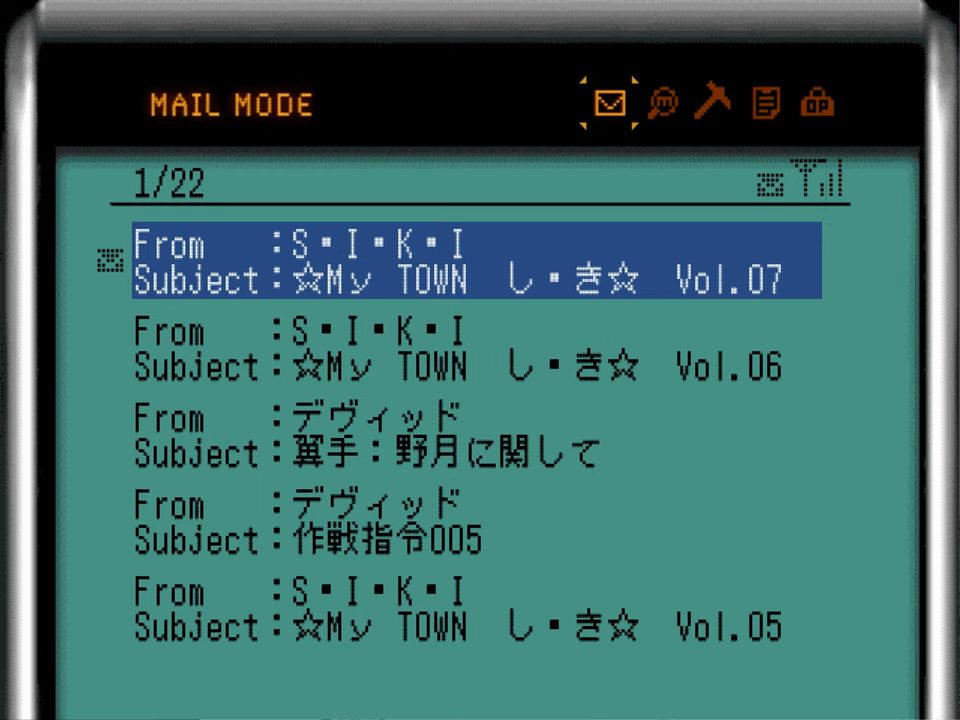 MAIL MODE
1/22
From :S・I・K・I
Subject:☆My TOWN し・き☆ Vol.07
From :S・I・K・I
Subject:☆My TOWN し・き☆ Vol.06
From :デヴィッド
Subject:翼手:野月に関して
From :デヴィッド
Subject:作戦指令005
From :S・I・K・I
Subject:☆My TOWN し・き☆ Vol.05